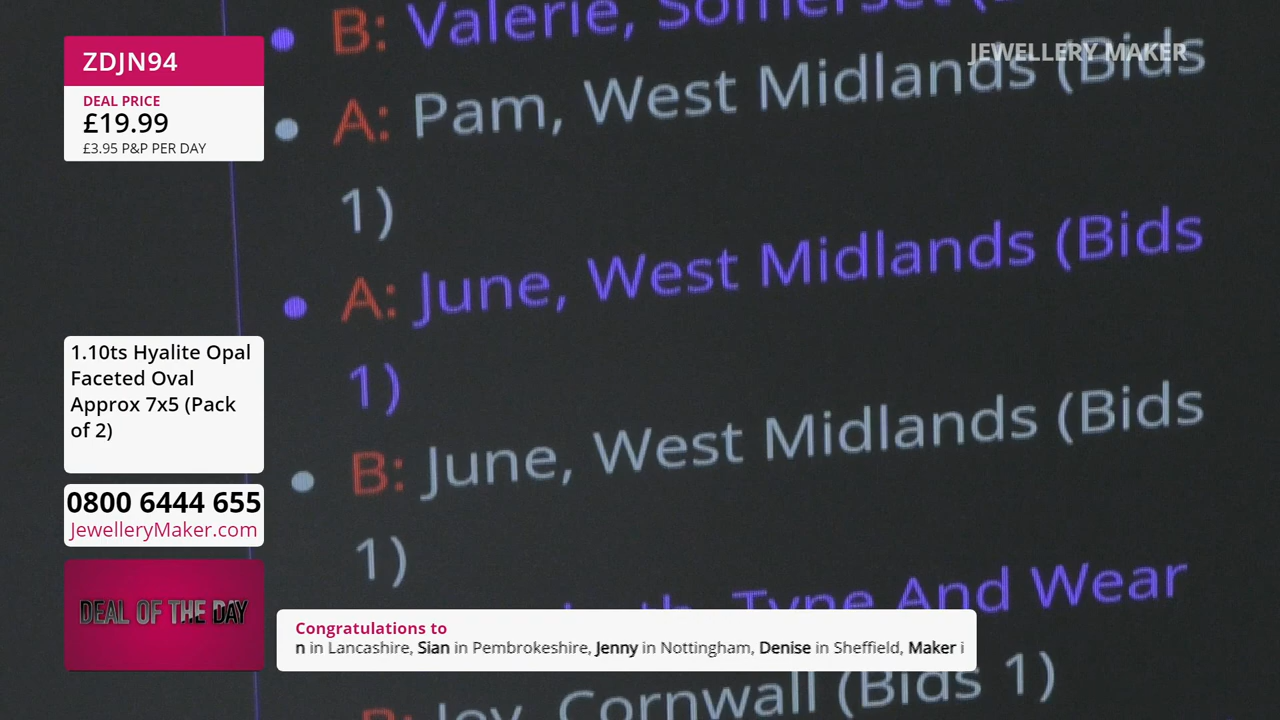 ZDJN94
DEAL PRICE
£19.99
£3.95 P&P PER DAY
JEWELLERY MAKER
B: Valerie, Somerset
A: Pam, West Midlands (Bids
1)
A: June, West Midlands (Bids
1)
B: June, West Midlands (Bids
1)
Tyne And Wear
B: Joy, Cornwall (Bids 1)
1.10ts Hyalite Opal
Faceted Oval
Approx 7x5 (Pack
of 2)
0800 6444 655
JewelleryMaker.com
DEAL OF THE DAY
Congratulations to
n in Lancashire, Sian in Pembrokeshire, Jenny in Nottingham, Denise in Sheffield, Maker i